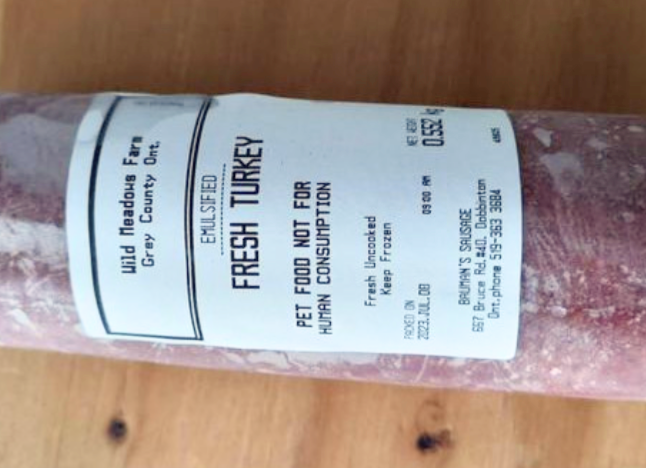 Wild Meadows Farm
Grey County Ont.
EMULSIFIED
FRESH TURKEY
PET FOOD NOT FOR
HUMAN CONSUMPTION
Fresh Uncooked
Keep Frozen
PACKED ON
2023.JUL.08
09:00 AM
NET WEIGHT
0.552 kg
BAUMAN'S SAUSAGE
667 Bruce Rd.#40, Dobbinton
Ont.phone 519-363 3684